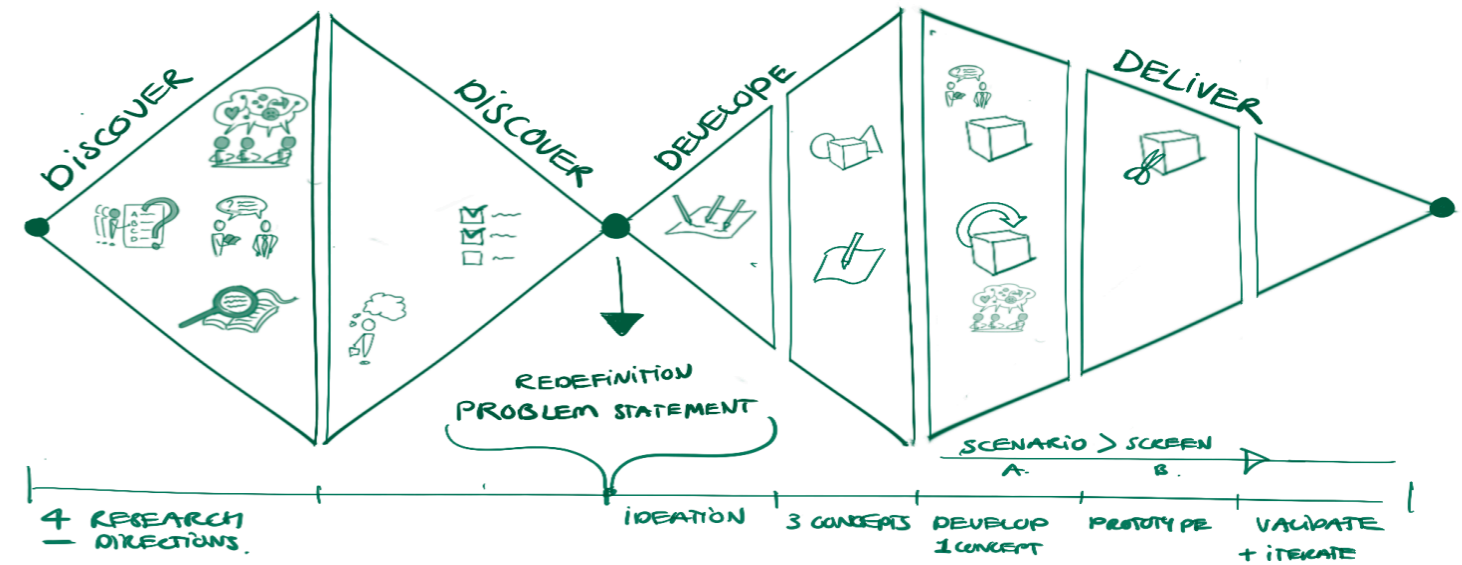 DISCOVER
DISCOVER
DEVELOPE
DELIVER
A
B
C
D
REDEFINITION
PROBLEM STATEMENT
SCENARIO > SCREEN
A. B.
4 RESEARCH
— DIRECTIONS.
IDEATION
3 CONCEPTS
DEVELOP
1 CONCEPT
PROTOTYPE
VALIDATE
+ ITERATE